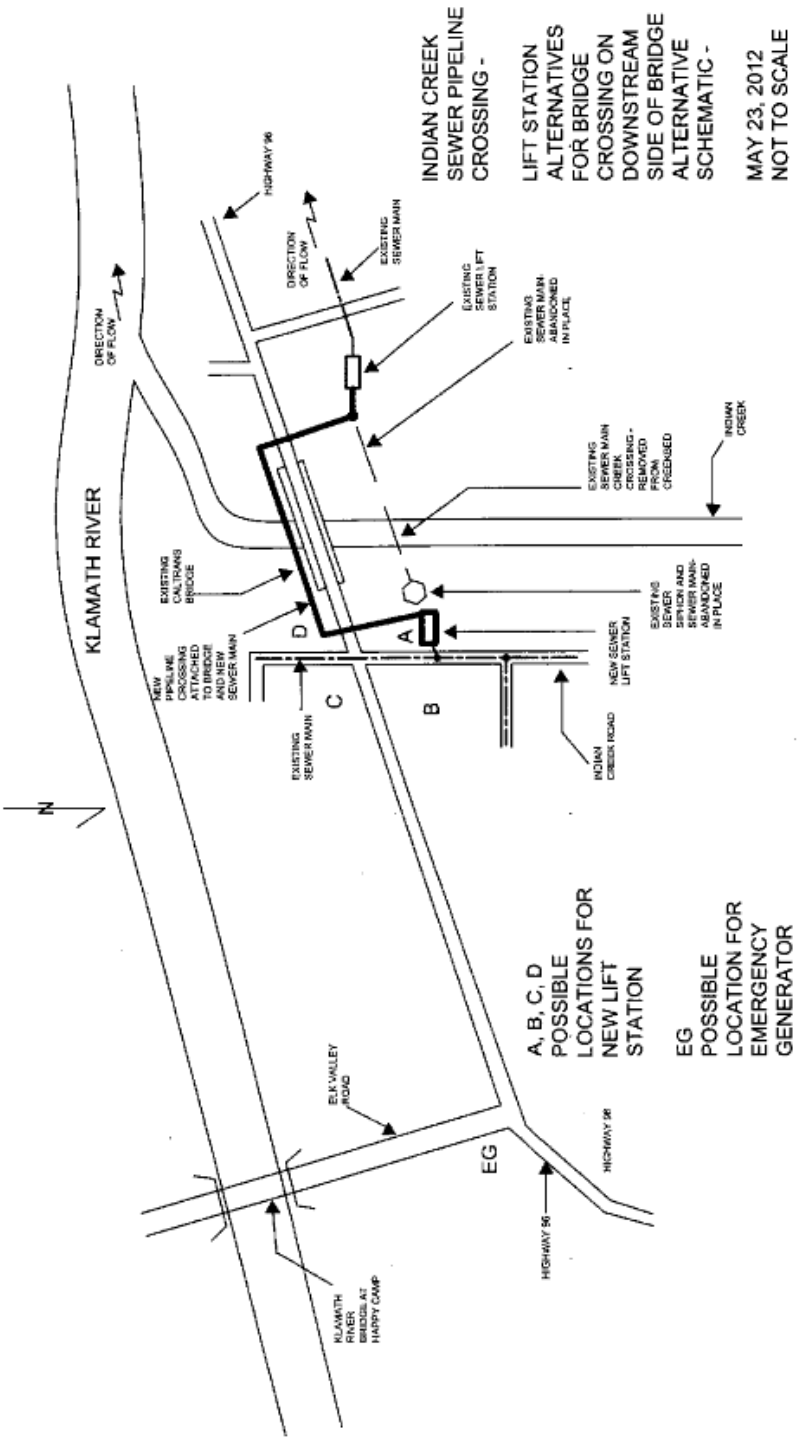 KLAMATH RIVER
DIRECTION
OF FLOW
HIGHWAY 96
DIRECTION
OF FLOW
EXISTING
SEWER MAIN
EXISTING
SEWER LIFT
STATION
EXISTING
SEWER MAIN-
ABANDONED
IN PLACE
EXISTING
SEWER MAIN
CREEK
CROSSING -
REMOVED
FROM
CREEKBED
INDIAN
CREEK
EXISTING
CALTRANS
BRIDGE
NEW
PIPELINE
CROSSING
ATTACHED
TO BRIDGE
AND NEW
SEWER MAIN
EXISTING
SEWER MAIN
D
C
A
B
EXISTING
SEWER
SIPHON AND
SEWER MAIN-
ABANDONED
IN PLACE
NEW SEWER
LIFT STATION
INDIAN
CREEK ROAD
N
ELK VALLEY
ROAD
EG
HIGHWAY 96
HIGHWAY 96
KLAMATH
RIVER
BRIDGE AT
HAPPY CAMP
A, B, C, D
POSSIBLE
LOCATIONS FOR
NEW LIFT
STATION
EG
POSSIBLE
LOCATION FOR
EMERGENCY
GENERATOR
INDIAN CREEK
SEWER PIPELINE
CROSSING -
LIFT STATION
ALTERNATIVES
FOR BRIDGE
CROSSING ON
DOWNSTREAM
SIDE OF BRIDGE
ALTERNATIVE
SCHEMATIC -
MAY 23, 2012
NOT TO SCALE